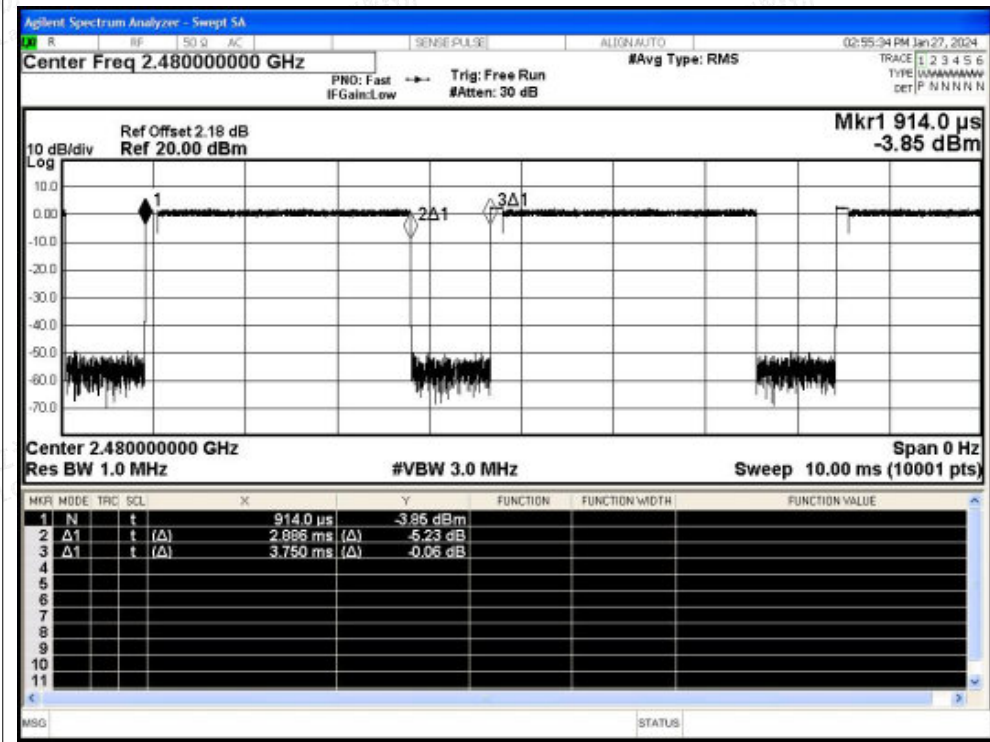 Agilent Spectrum Analyzer - Swept SA
R RF 50 Ω AC SENSE:PULSE ALIGN AUTO 02:55:34 PM Jan 27, 2024
Center Freq 2.480000000 GHz #Avg Type: RMS TRACE 1 2 3 4 5 6
PNO: Fast Trig: Free Run TYPE
IFGain:Low #Atten: 30 dB DET P N N N N N
Mkr1 914.0 µs
Ref Offset 2.18 dB
10 dB/div Ref 20.00 dBm -3.85 dBm
Log
10.0
1 2Δ1 3Δ1
0.00
-10.0
-20.0
-30.0
-40.0
-50.0
-60.0
-70.0
Center 2.480000000 GHz Span 0 Hz
Res BW 1.0 MHz #VBW 3.0 MHz Sweep 10.00 ms (10001 pts)
MKR MODE TRC SCL X Y FUNCTION FUNCTION WIDTH FUNCTION VALUE
1 N t 914.0 µs -3.85 dBm
2 Δ1 t (Δ) 2.886 ms (Δ) -5.23 dB
3 Δ1 t (Δ) 3.750 ms (Δ) -0.06 dB
4
5
6
7
8
9
10
11
MSG STATUS